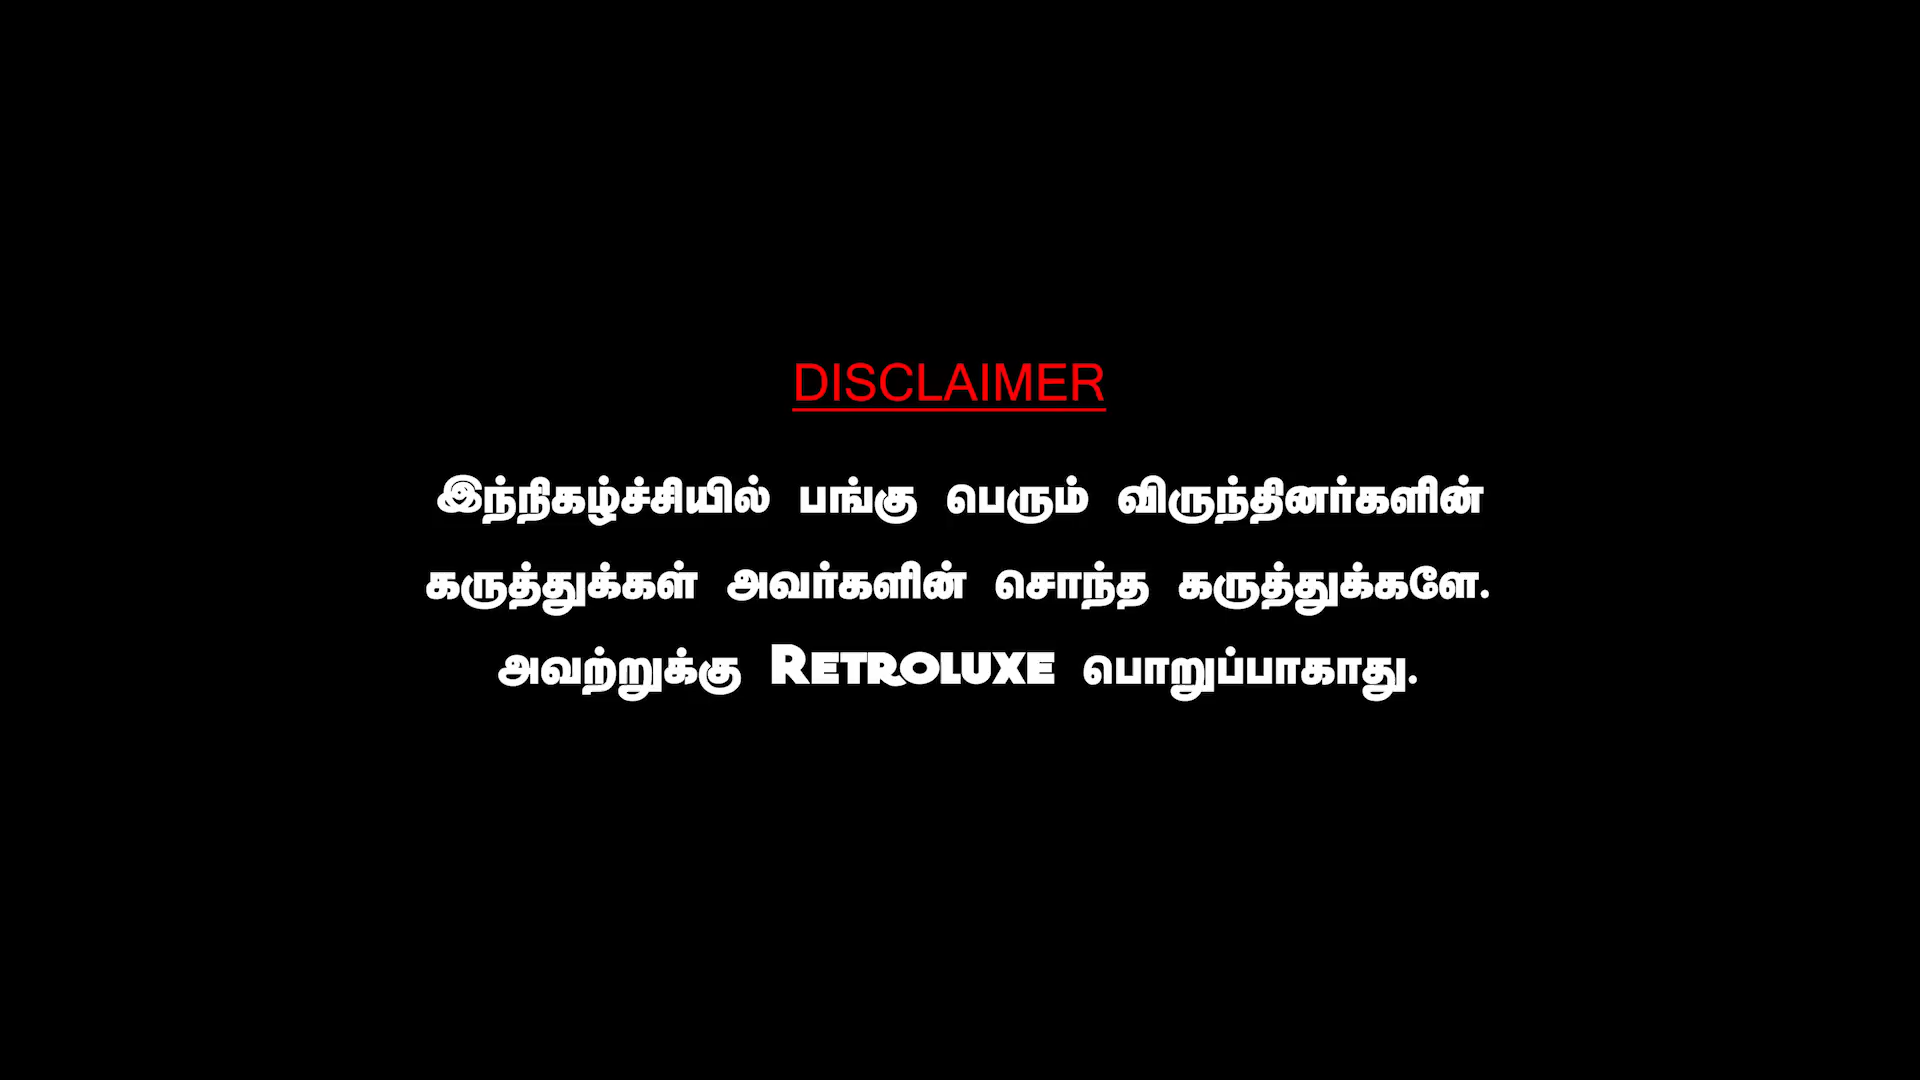 DISCLAIMER
இந்நிகழ்ச்சியில் பங்கு பெரும் விருந்தினர்களின்
கருத்துக்கள் அவர்களின் சொந்த கருத்துக்களே.
அவற்றுக்கு RETROLUXE பொறுப்பாகாது.